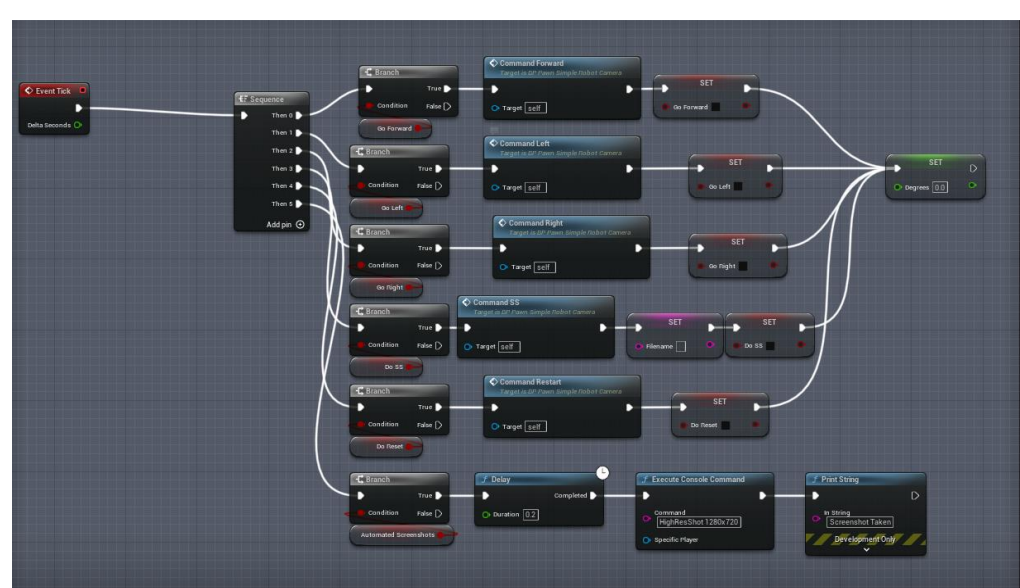 Event Tick
Delta Seconds
Sequence
Then 0
Then 1
Then 2
Then 3
Then 4
Then 5
Add pin
Branch
True
Condition
False
Go Forward
Command Forward
Target is BP Pawn Simple Robot Camera
Target self
SET
Go Forward
Branch
True
Condition
False
Go Left
Command Left
Target is BP Pawn Simple Robot Camera
Target self
SET
Go Left
SET
Degrees 0.0
Branch
True
Condition
False
Go Right
Command Right
Target is BP Pawn Simple Robot Camera
Target self
SET
Go Right
Branch
True
Condition
False
Do SS
Command SS
Target is BP Pawn Simple Robot Camera
Target self
SET
Filename
SET
Do SS
Branch
True
Condition
False
Do Reset
Command Restart
Target is BP Pawn Simple Robot Camera
Target self
SET
Do Reset
Branch
True
Condition
False
Automated Screenshots
Delay
Completed
Duration 0.2
Execute Console Command
Command
HighResShot 1280x720
Specific Player
Print String
In String
Screenshot Taken
Development Only